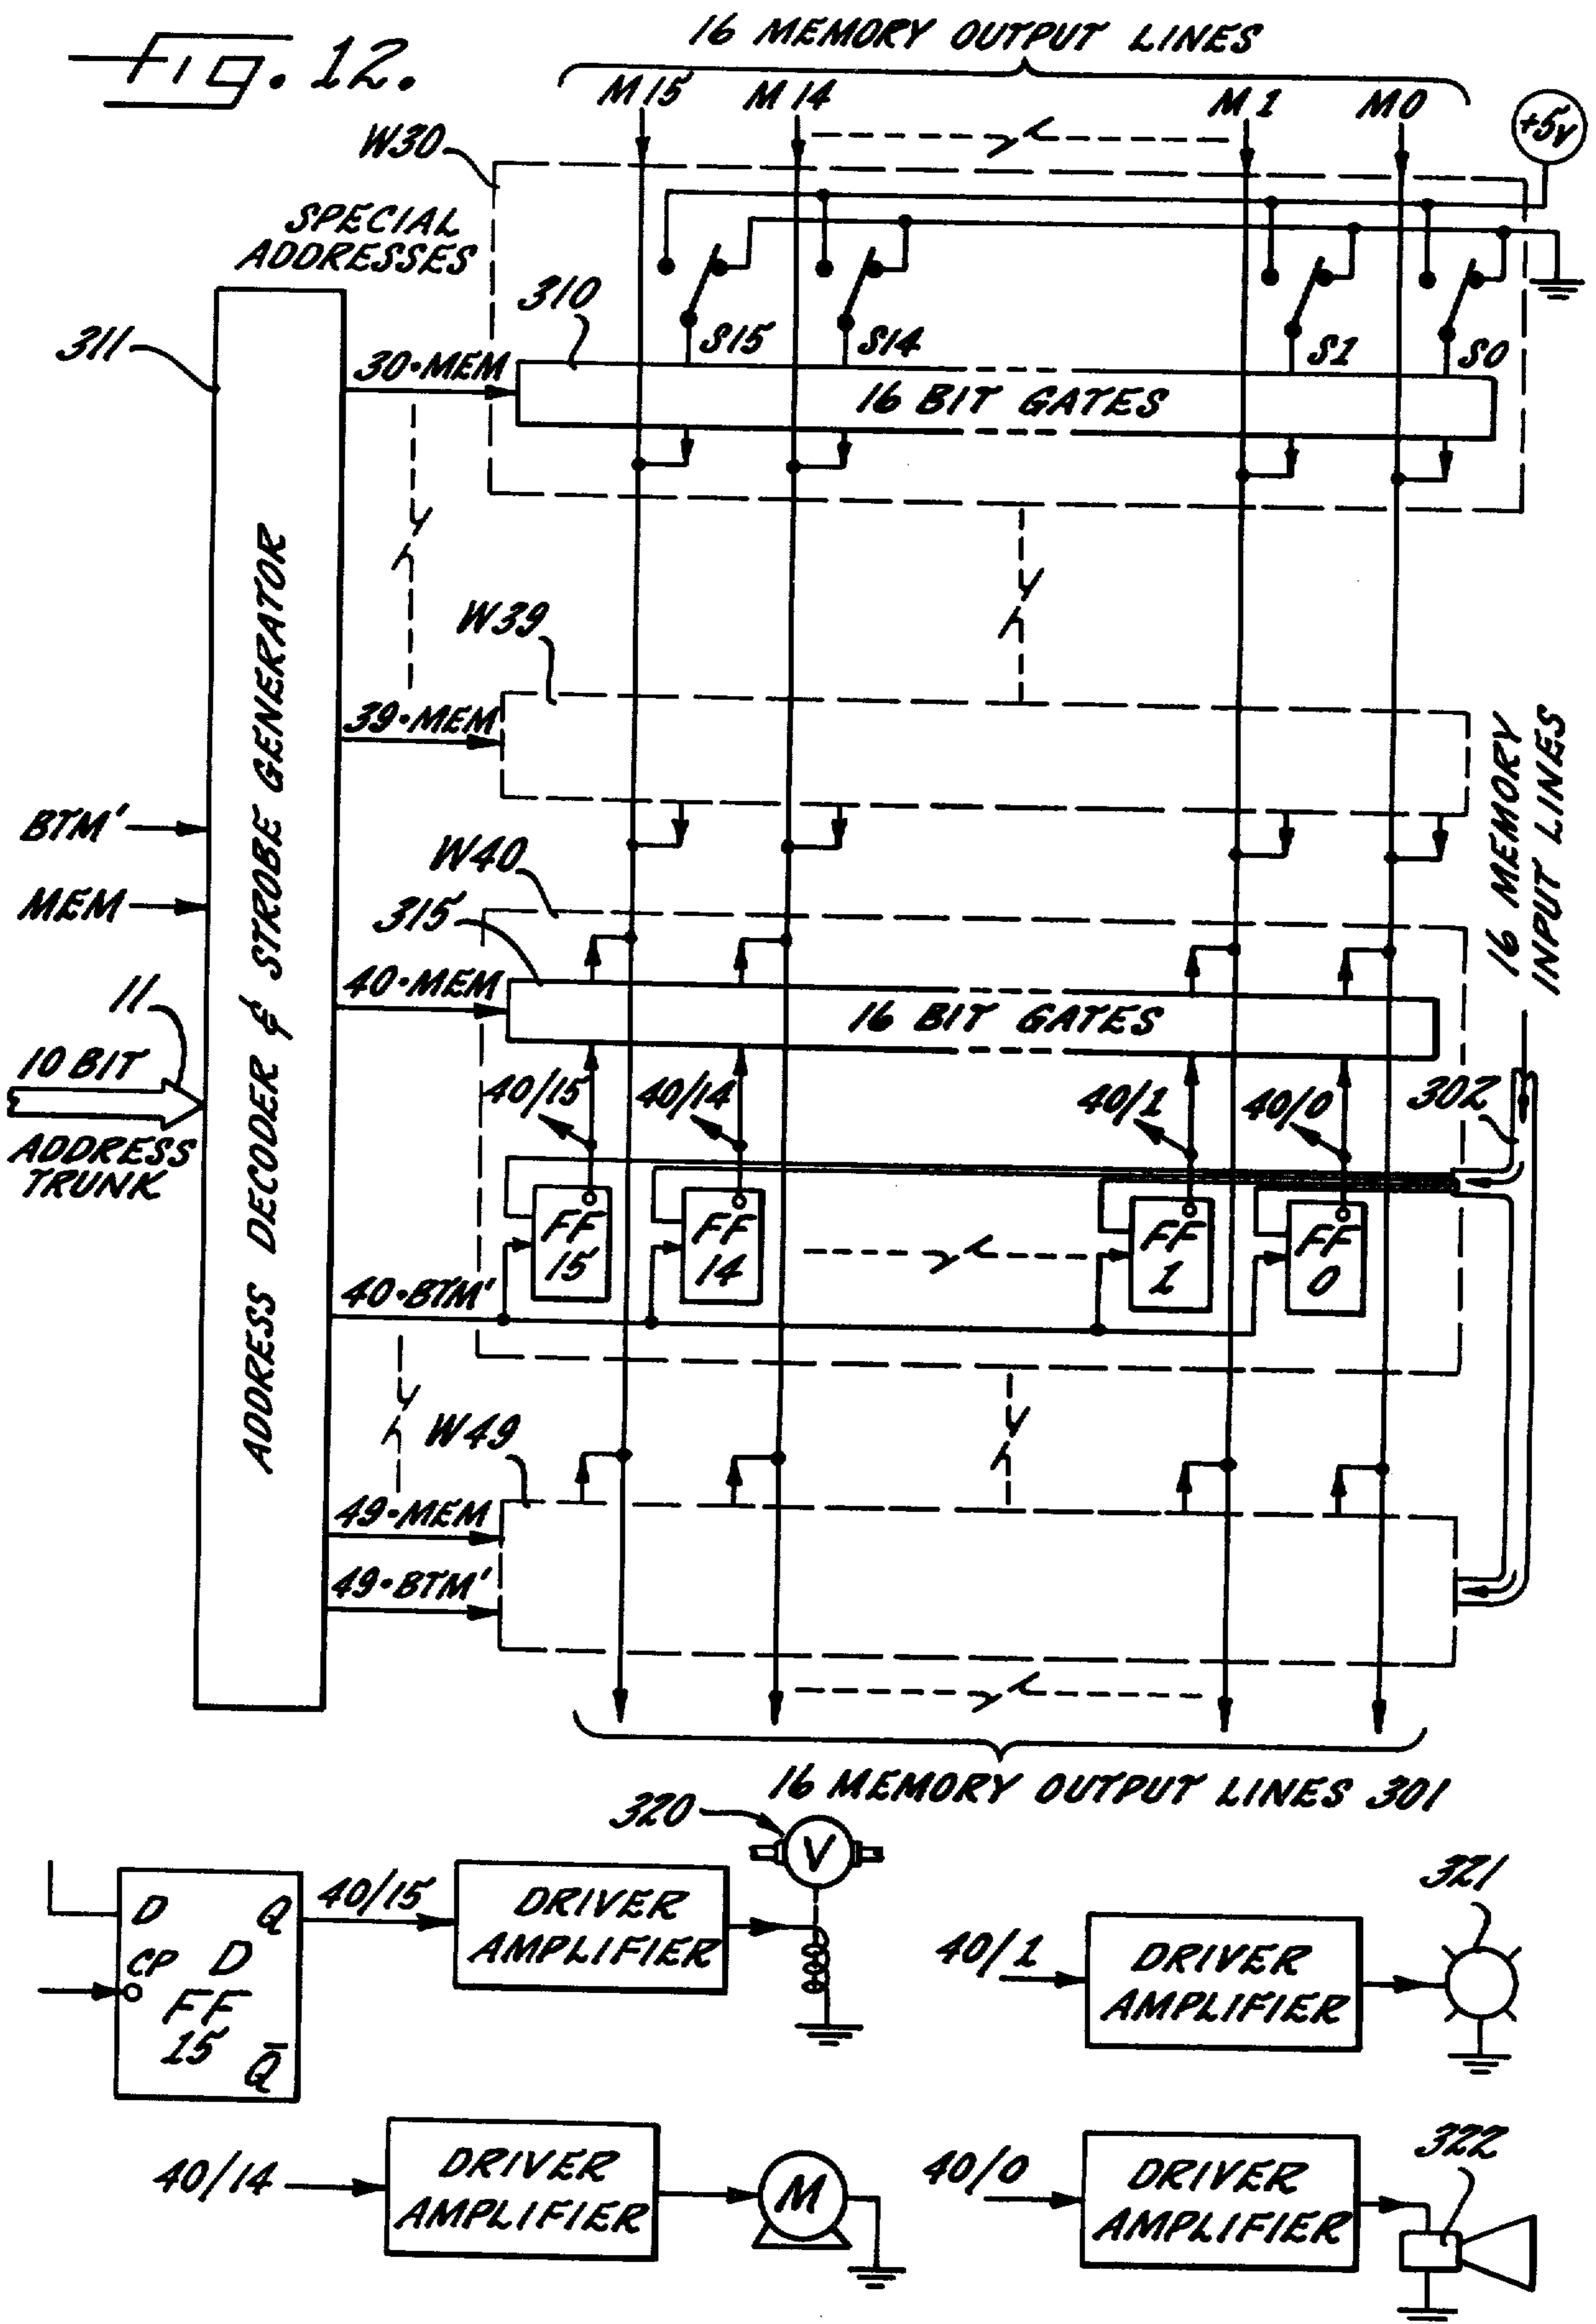 Fig. 12.
16 MEMORY OUTPUT LINES
M15 M14 M1 M0
+5V
W30
SPECIAL
ADDRESSES
310
311
S15 S14 S1 S0
30·MEM
16 BIT GATES
W39
39·MEM
16 MEMORY
INPUT LINES
ADDRESS DECODER & STROBE GENERATOR
BTM'
MEM
W40
315
40·MEM
16 BIT GATES
11
10 BIT
ADDRESS
TRUNK
40/15 40/14 40/1 40/0
302
FF
15
FF
14
FF
1
FF
0
40·BTM'
W49
49·MEM
49·BTM'
16 MEMORY OUTPUT LINES 301
320
V
D Q
CP D
FF
15
Q̅
40/15
DRIVER
AMPLIFIER
321
40/1
DRIVER
AMPLIFIER
40/14
DRIVER
AMPLIFIER
M
40/0
DRIVER
AMPLIFIER
322